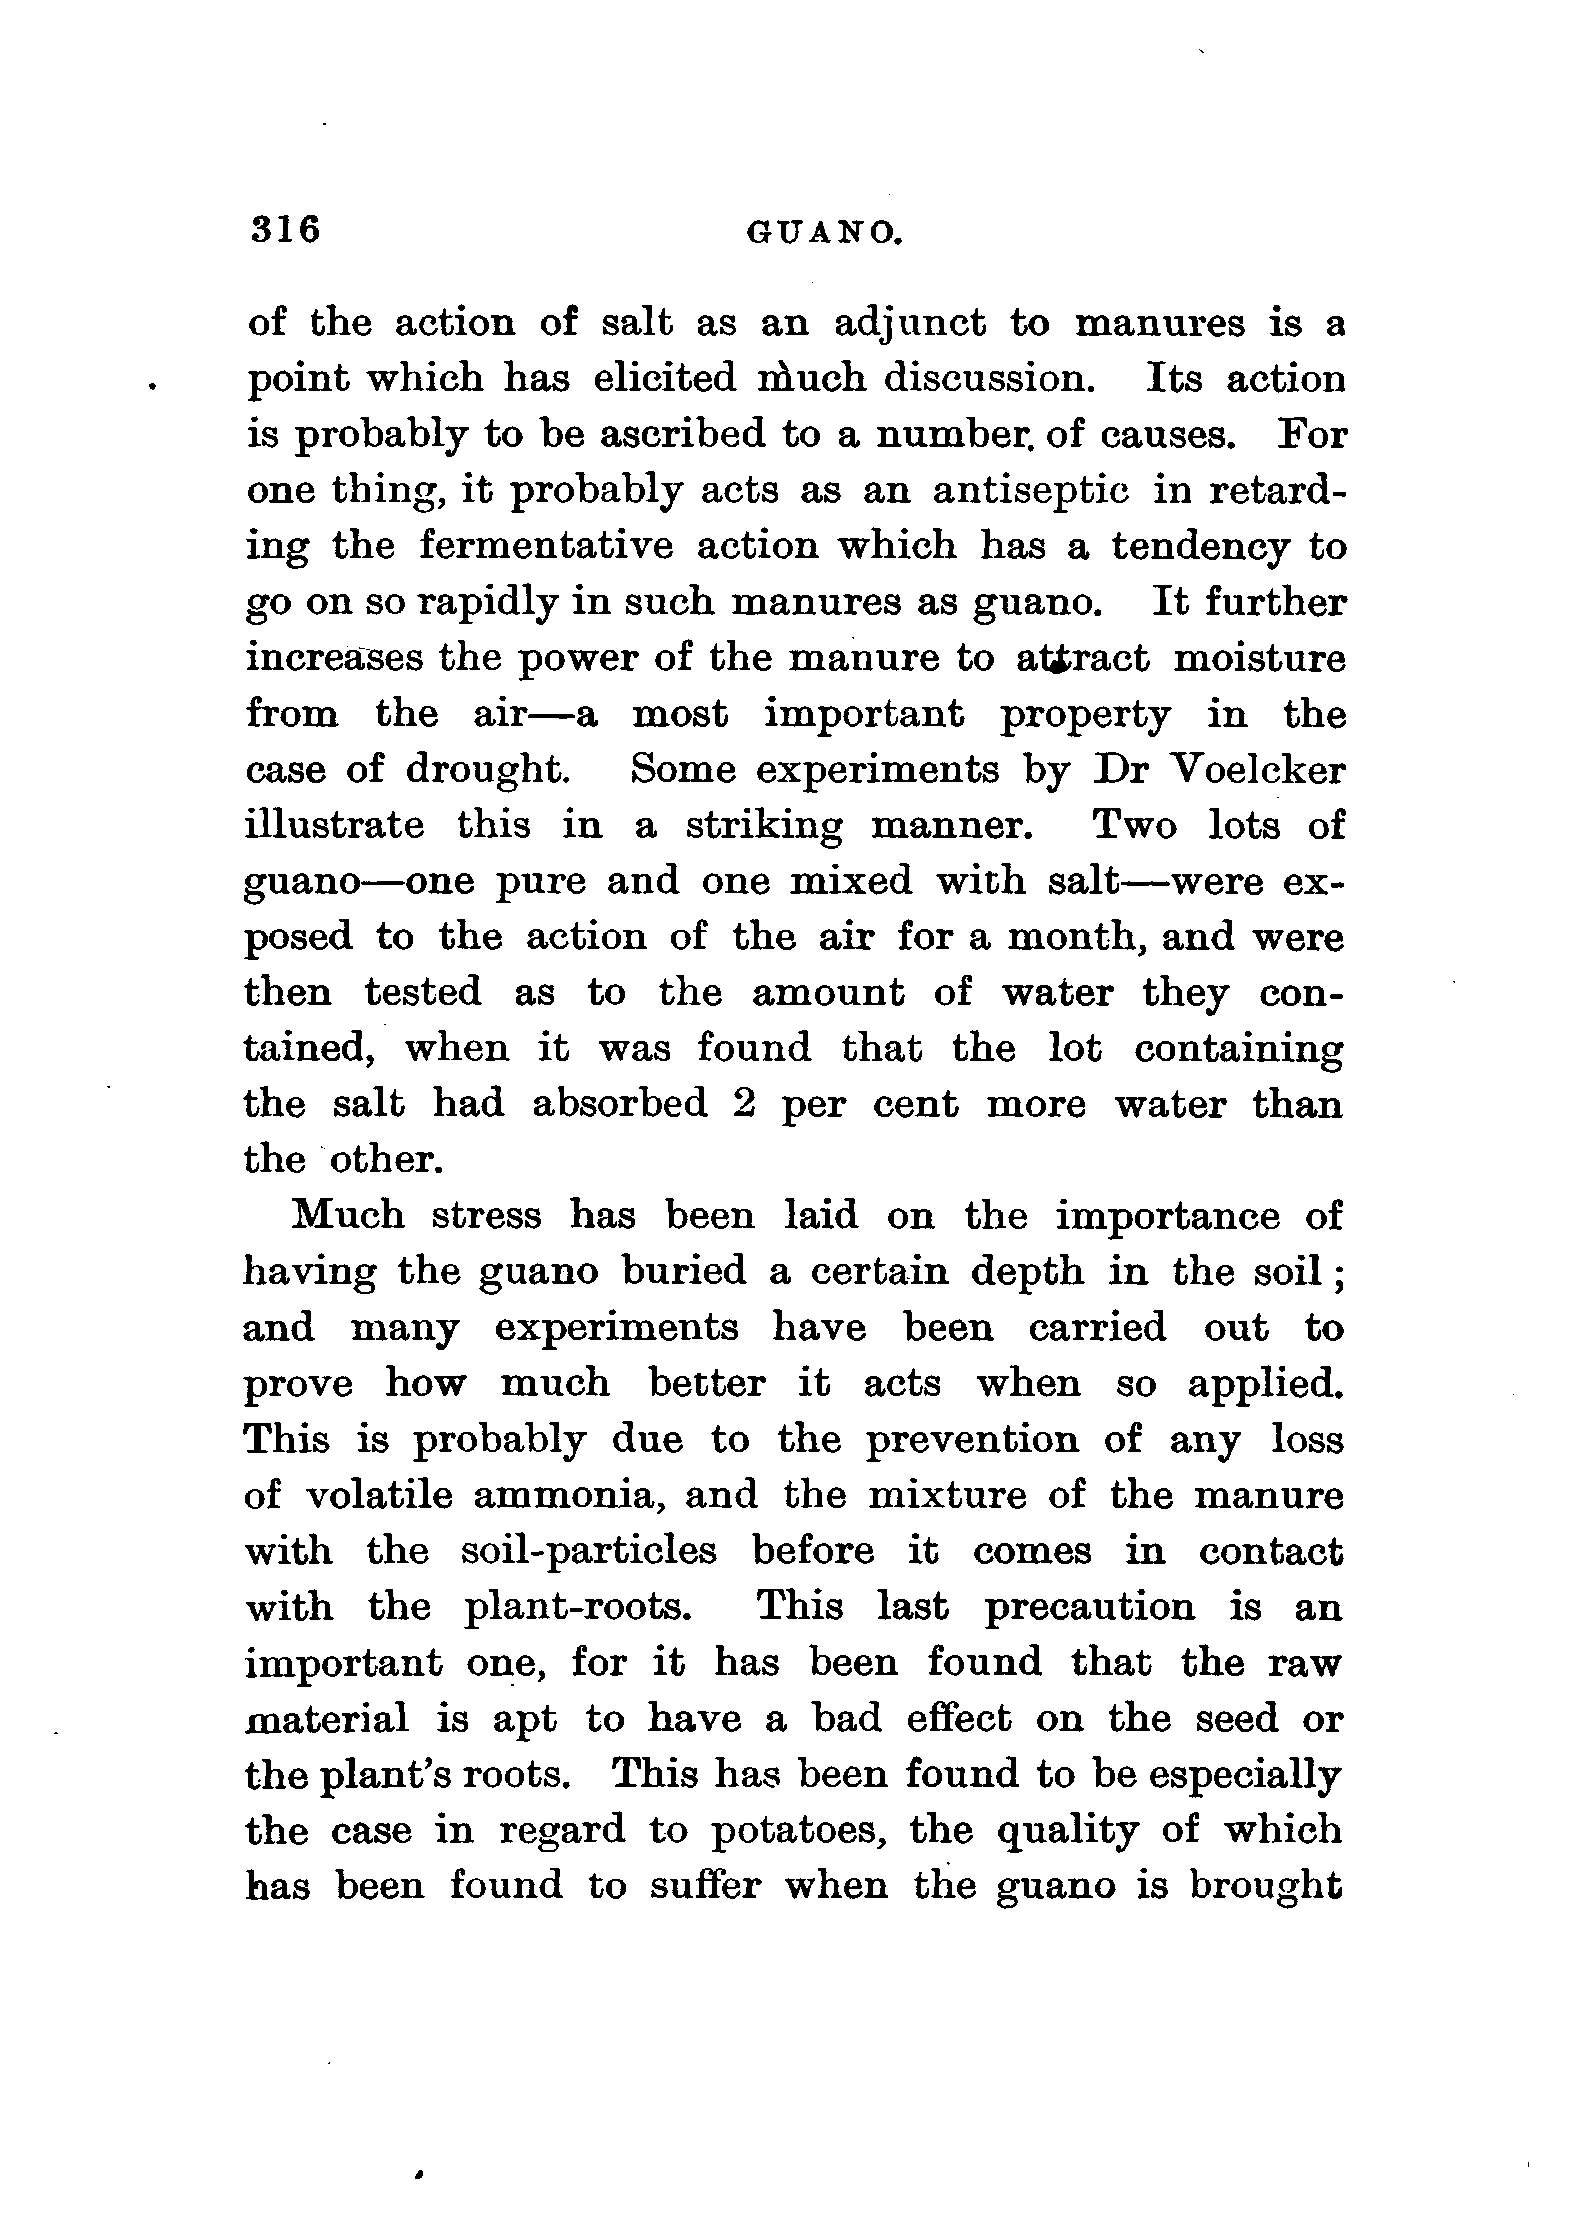 316 GUANO.
of the action of salt as an adjunct to manures is a
point which has elicited much discussion. Its action
is probably to be ascribed to a number of causes. For
one thing, it probably acts as an antiseptic in retard-
ing the fermentative action which has a tendency to
go on so rapidly in such manures as guano. It further
increases the power of the manure to attract moisture
from the air—a most important property in the
case of drought. Some experiments by Dr Voelcker
illustrate this in a striking manner. Two lots of
guano—one pure and one mixed with salt—were ex-
posed to the action of the air for a month, and were
then tested as to the amount of water they con-
tained, when it was found that the lot containing
the salt had absorbed 2 per cent more water than
the other.
Much stress has been laid on the importance of
having the guano buried a certain depth in the soil;
and many experiments have been carried out to
prove how much better it acts when so applied.
This is probably due to the prevention of any loss
of volatile ammonia, and the mixture of the manure
with the soil-particles before it comes in contact
with the plant-roots. This last precaution is an
important one, for it has been found that the raw
material is apt to have a bad effect on the seed or
the plant's roots. This has been found to be especially
the case in regard to potatoes, the quality of which
has been found to suffer when the guano is brought